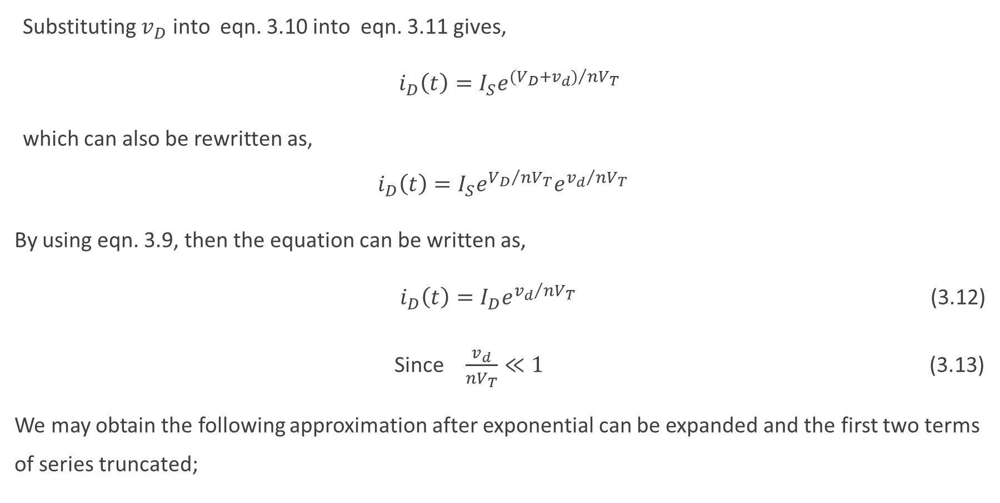 Substituting 𝑣_D into eqn. 3.10 into eqn. 3.11 gives,
i_D(t) = I_S e^{(V_D+v_d)/nV_T}
which can also be rewritten as,
i_D(t) = I_S e^{V_D/nV_T} e^{v_d/nV_T}
By using eqn. 3.9, then the equation can be written as,
i_D(t) = I_D e^{v_d/nV_T} (3.12)
Since \frac{v_d}{nV_T} ≪ 1 (3.13)
We may obtain the following approximation after exponential can be expanded and the first two terms
of series truncated;